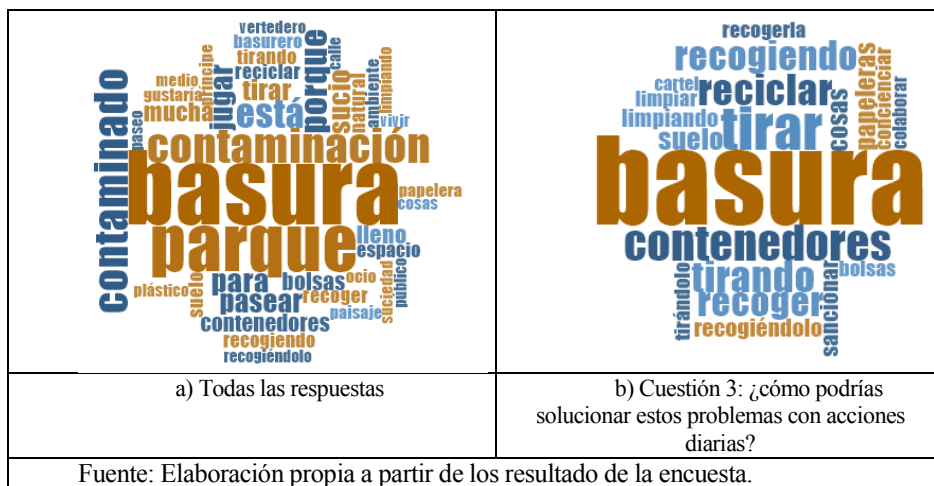 vertedero
basurero
tirando
reciclar
tirar
está
medio
gustaría
mucha
príncipe
jugar
porque
calle
sucio
natural
ambiente
limpiando
vivir
paseo
contaminado
contaminación
basura
parque
papelera
cosas
lleno
espacio
plástico
suelo
para
bolsas
ocio
pasear
recoger
paisaje
suciedad
público
contenedores
recogiendo
recogiéndolo
recogerla
recogiendo
cartel
reciclar
limpiar
limpiando
tirar
suelo
cosas
papeleras
concienciar
colaborar
basura
contenedores
tirando
bolsas
tirándolo
recoger
sancionar
recogiéndolo
a) Todas las respuestas
b) Cuestión 3: ¿cómo podrías
solucionar estos problemas con acciones
diarias?
Fuente: Elaboración propia a partir de los resultado de la encuesta.